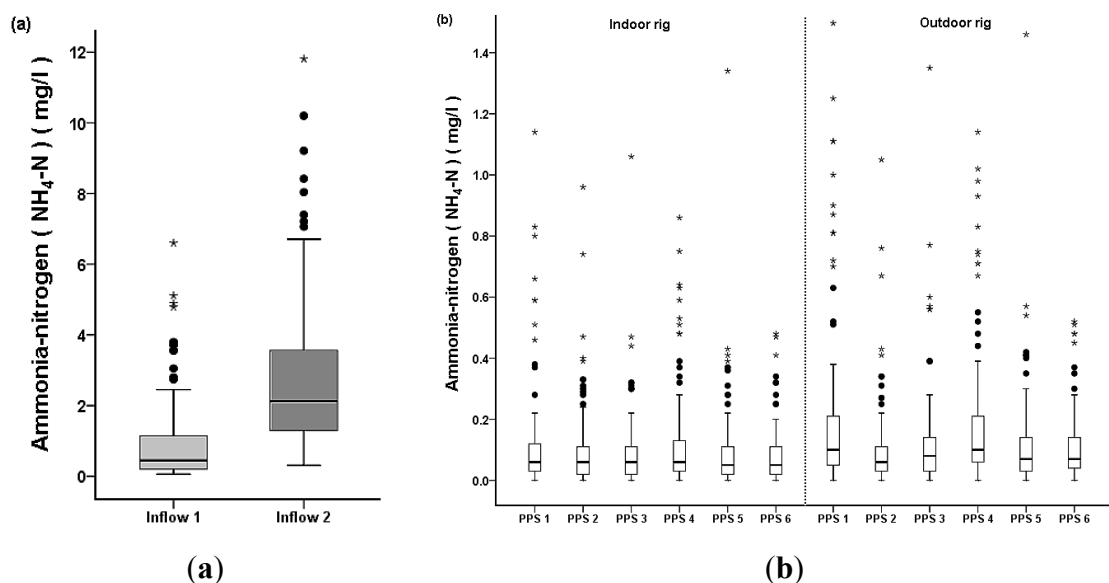 (a)
Ammonia-nitrogen ( NH₄-N) ( mg/l )
12
10
8
6
4
2
0
Inflow 1 Inflow 2
(a)
(b)
Indoor rig Outdoor rig
Ammonia-nitrogen ( NH₄-N) ( mg/l )
1.4
1.2
1.0
0.8
0.6
0.4
0.2
0.0
PPS 1 PPS 2 PPS 3 PPS 4 PPS 5 PPS 6 PPS 1 PPS 2 PPS 3 PPS 4 PPS 5 PPS 6
(b)